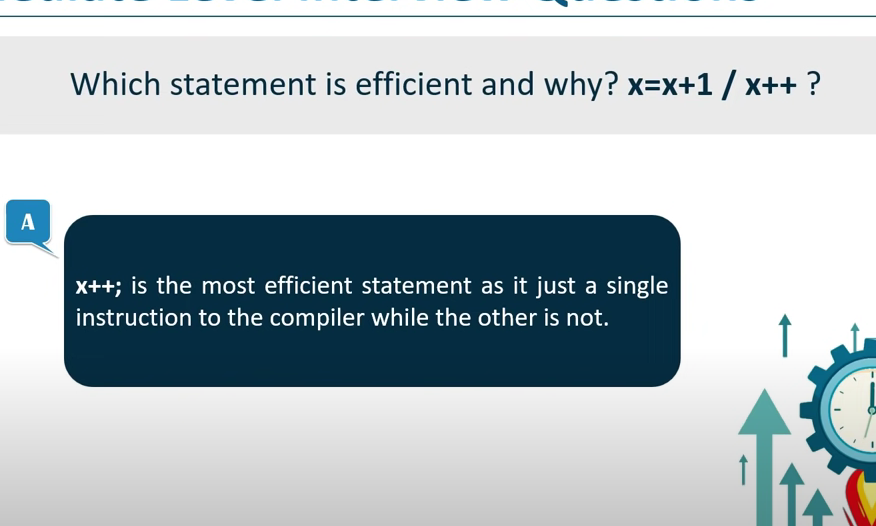 Which statement is efficient and why? x=x+1 / x++ ?
A
x++; is the most efficient statement as it just a single
instruction to the compiler while the other is not.